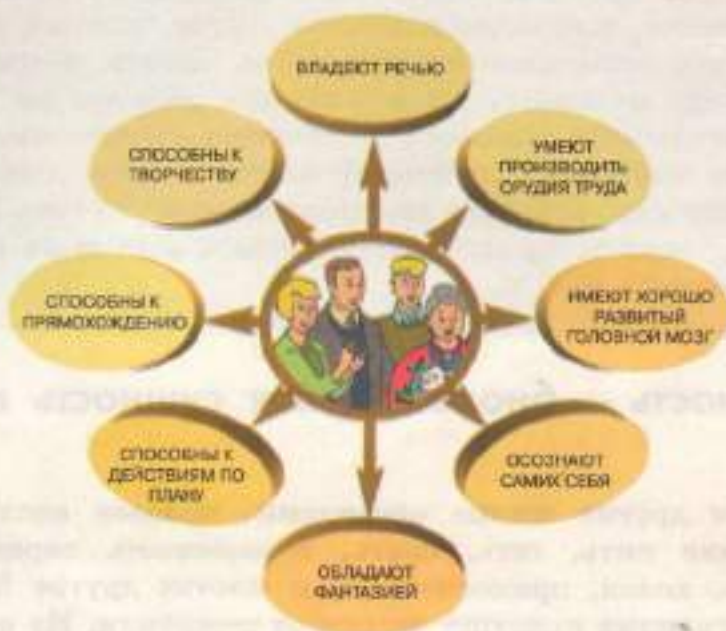 ВЛАДЕЮТ РЕЧЬЮ
СПОСОБНЫ К
ТВОРЧЕСТВУ
УМЕЮТ
ПРОИЗВОДИТЬ
ОРУДИЯ ТРУДА
СПОСОБНЫ К
ПРЯМОХОЖДЕНИЮ
ИМЕЮТ ХОРОШО
РАЗВИТЫЙ
ГОЛОВНОЙ МОЗГ
СПОСОБНЫ К
ДЕЙСТВИЯМ ПО
ПЛАНУ
ОСОЗНАЮТ
САМИХ СЕБЯ
ОБЛАДАЮТ
ФАНТАЗИЕЙ